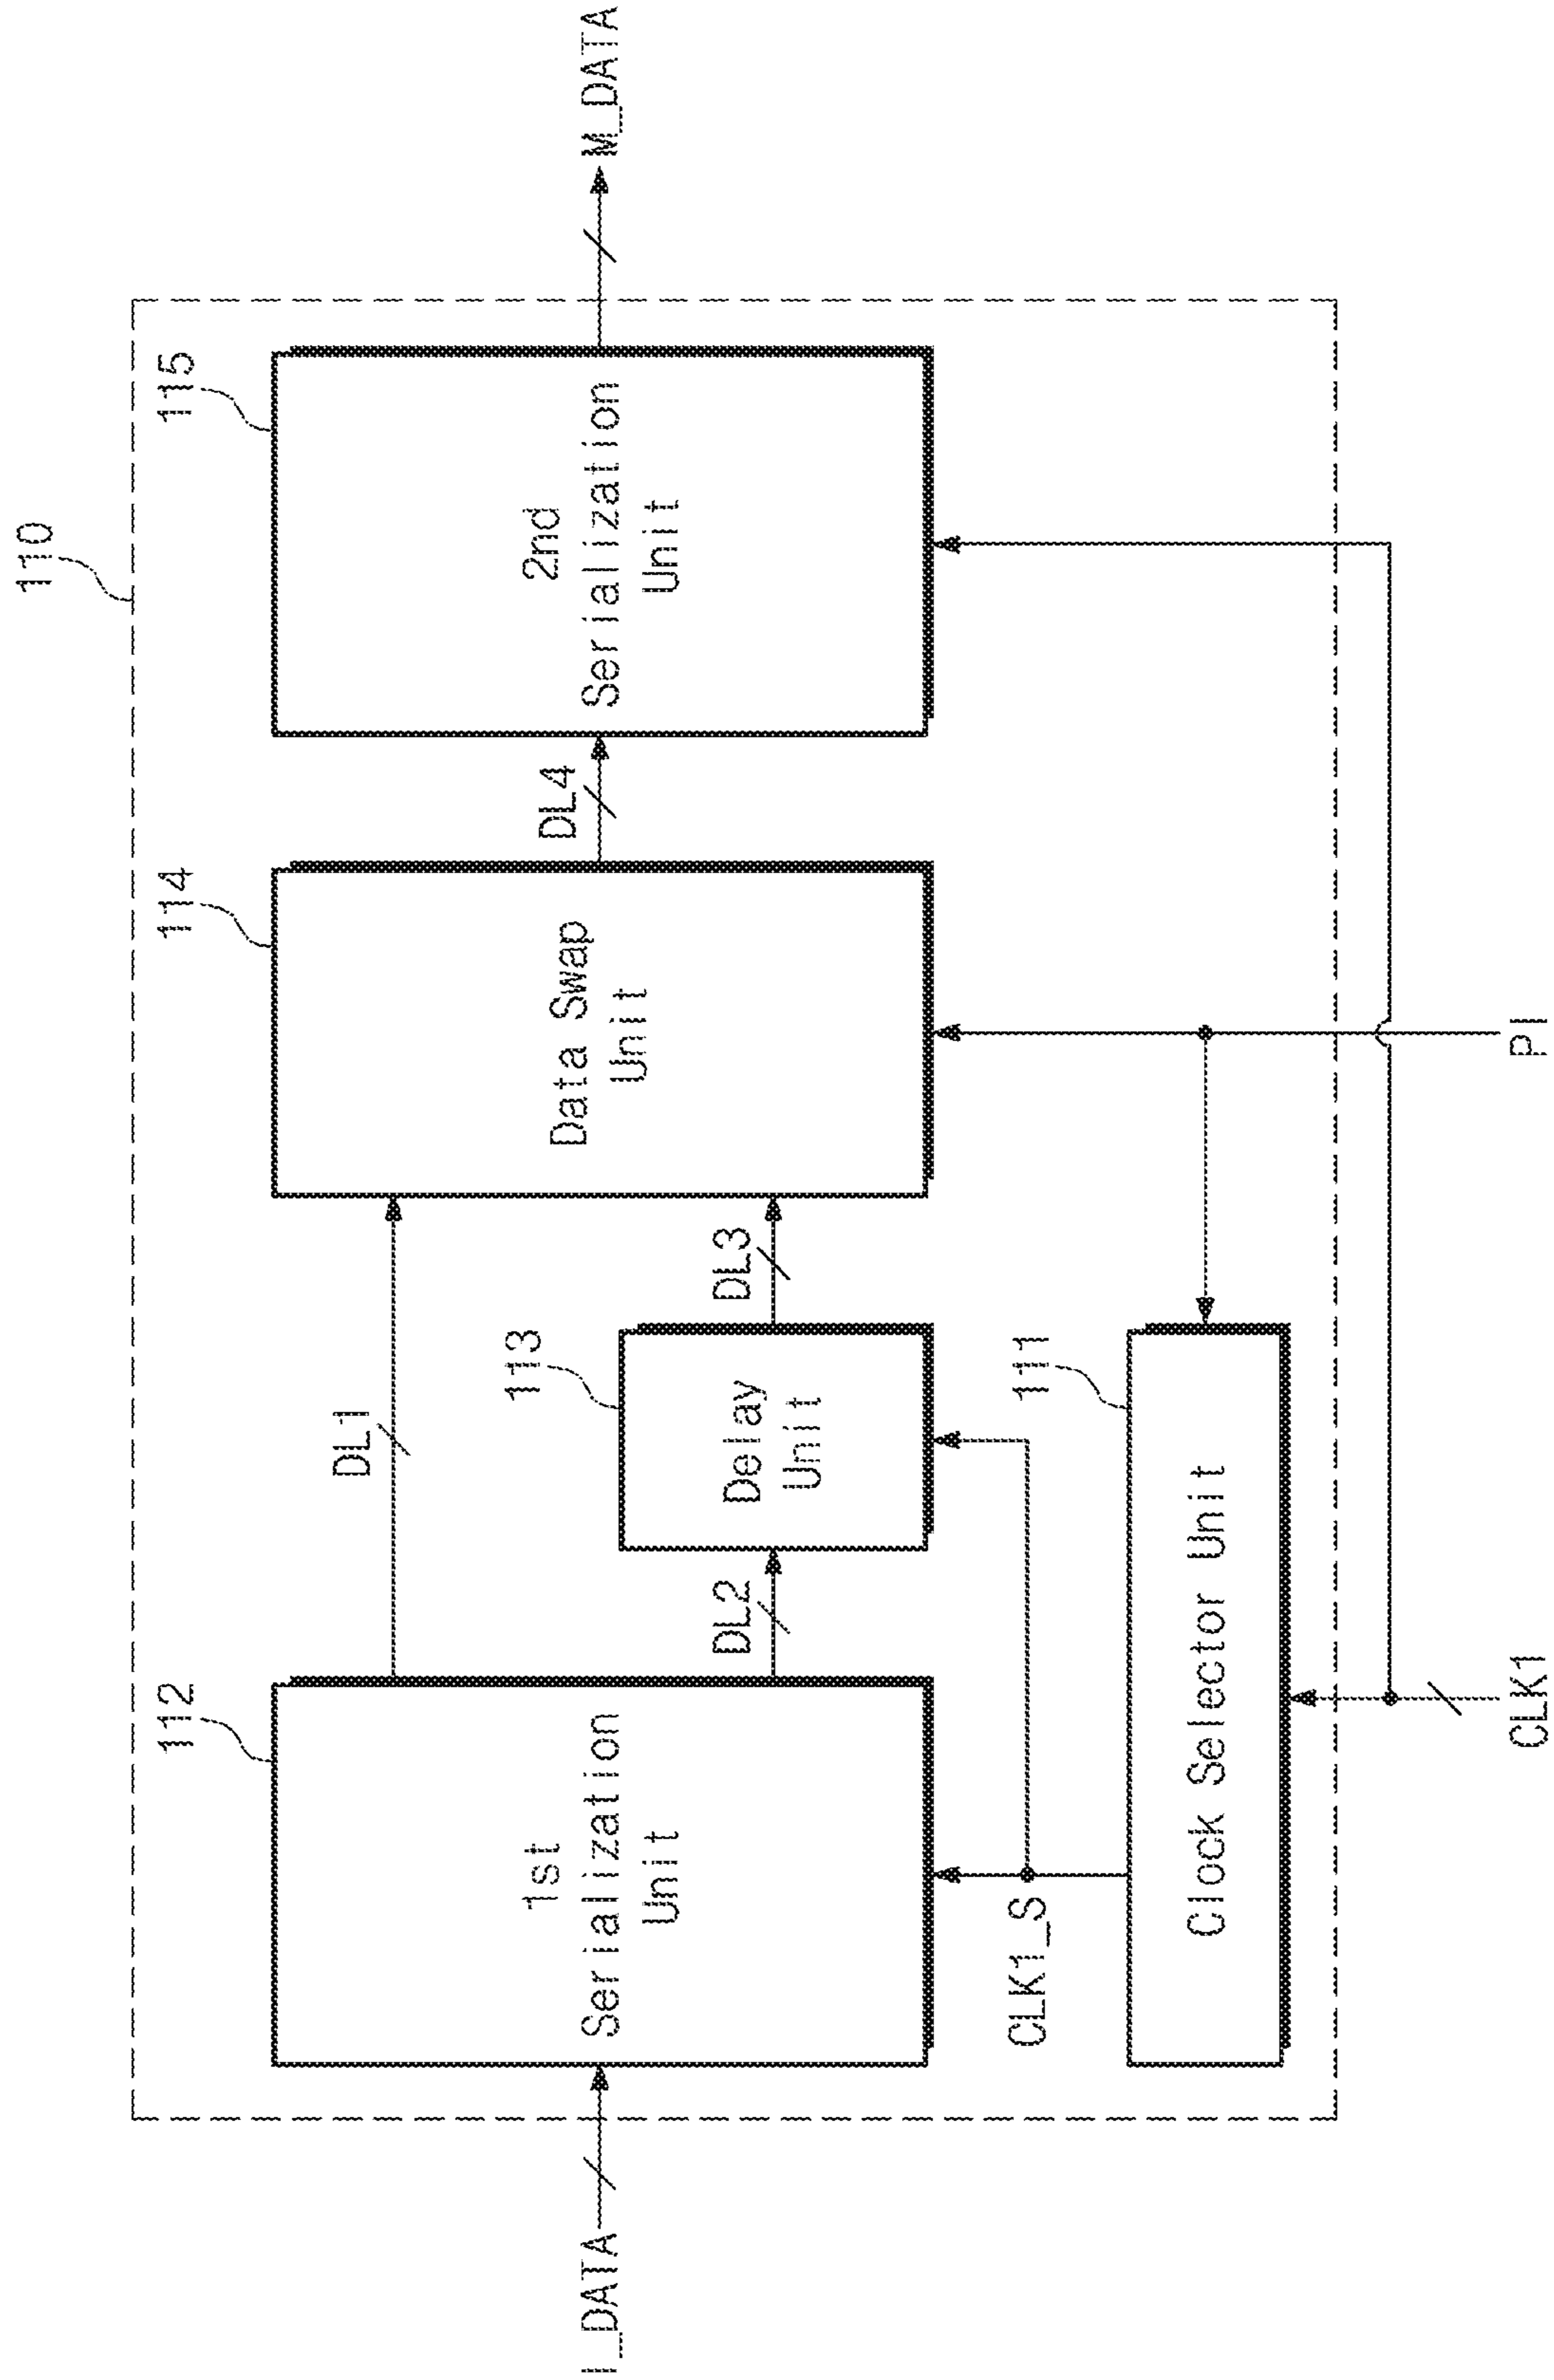 110
112
1st
Serialization
Unit
DL1
DL2
113
Delay
Unit
DL3
114
Data Swap
Unit
DL4
115
2nd
Serialization
Unit
I_DATA
M_DATA
CLK1_S
111
Clock Selector Unit
CLK1
PI